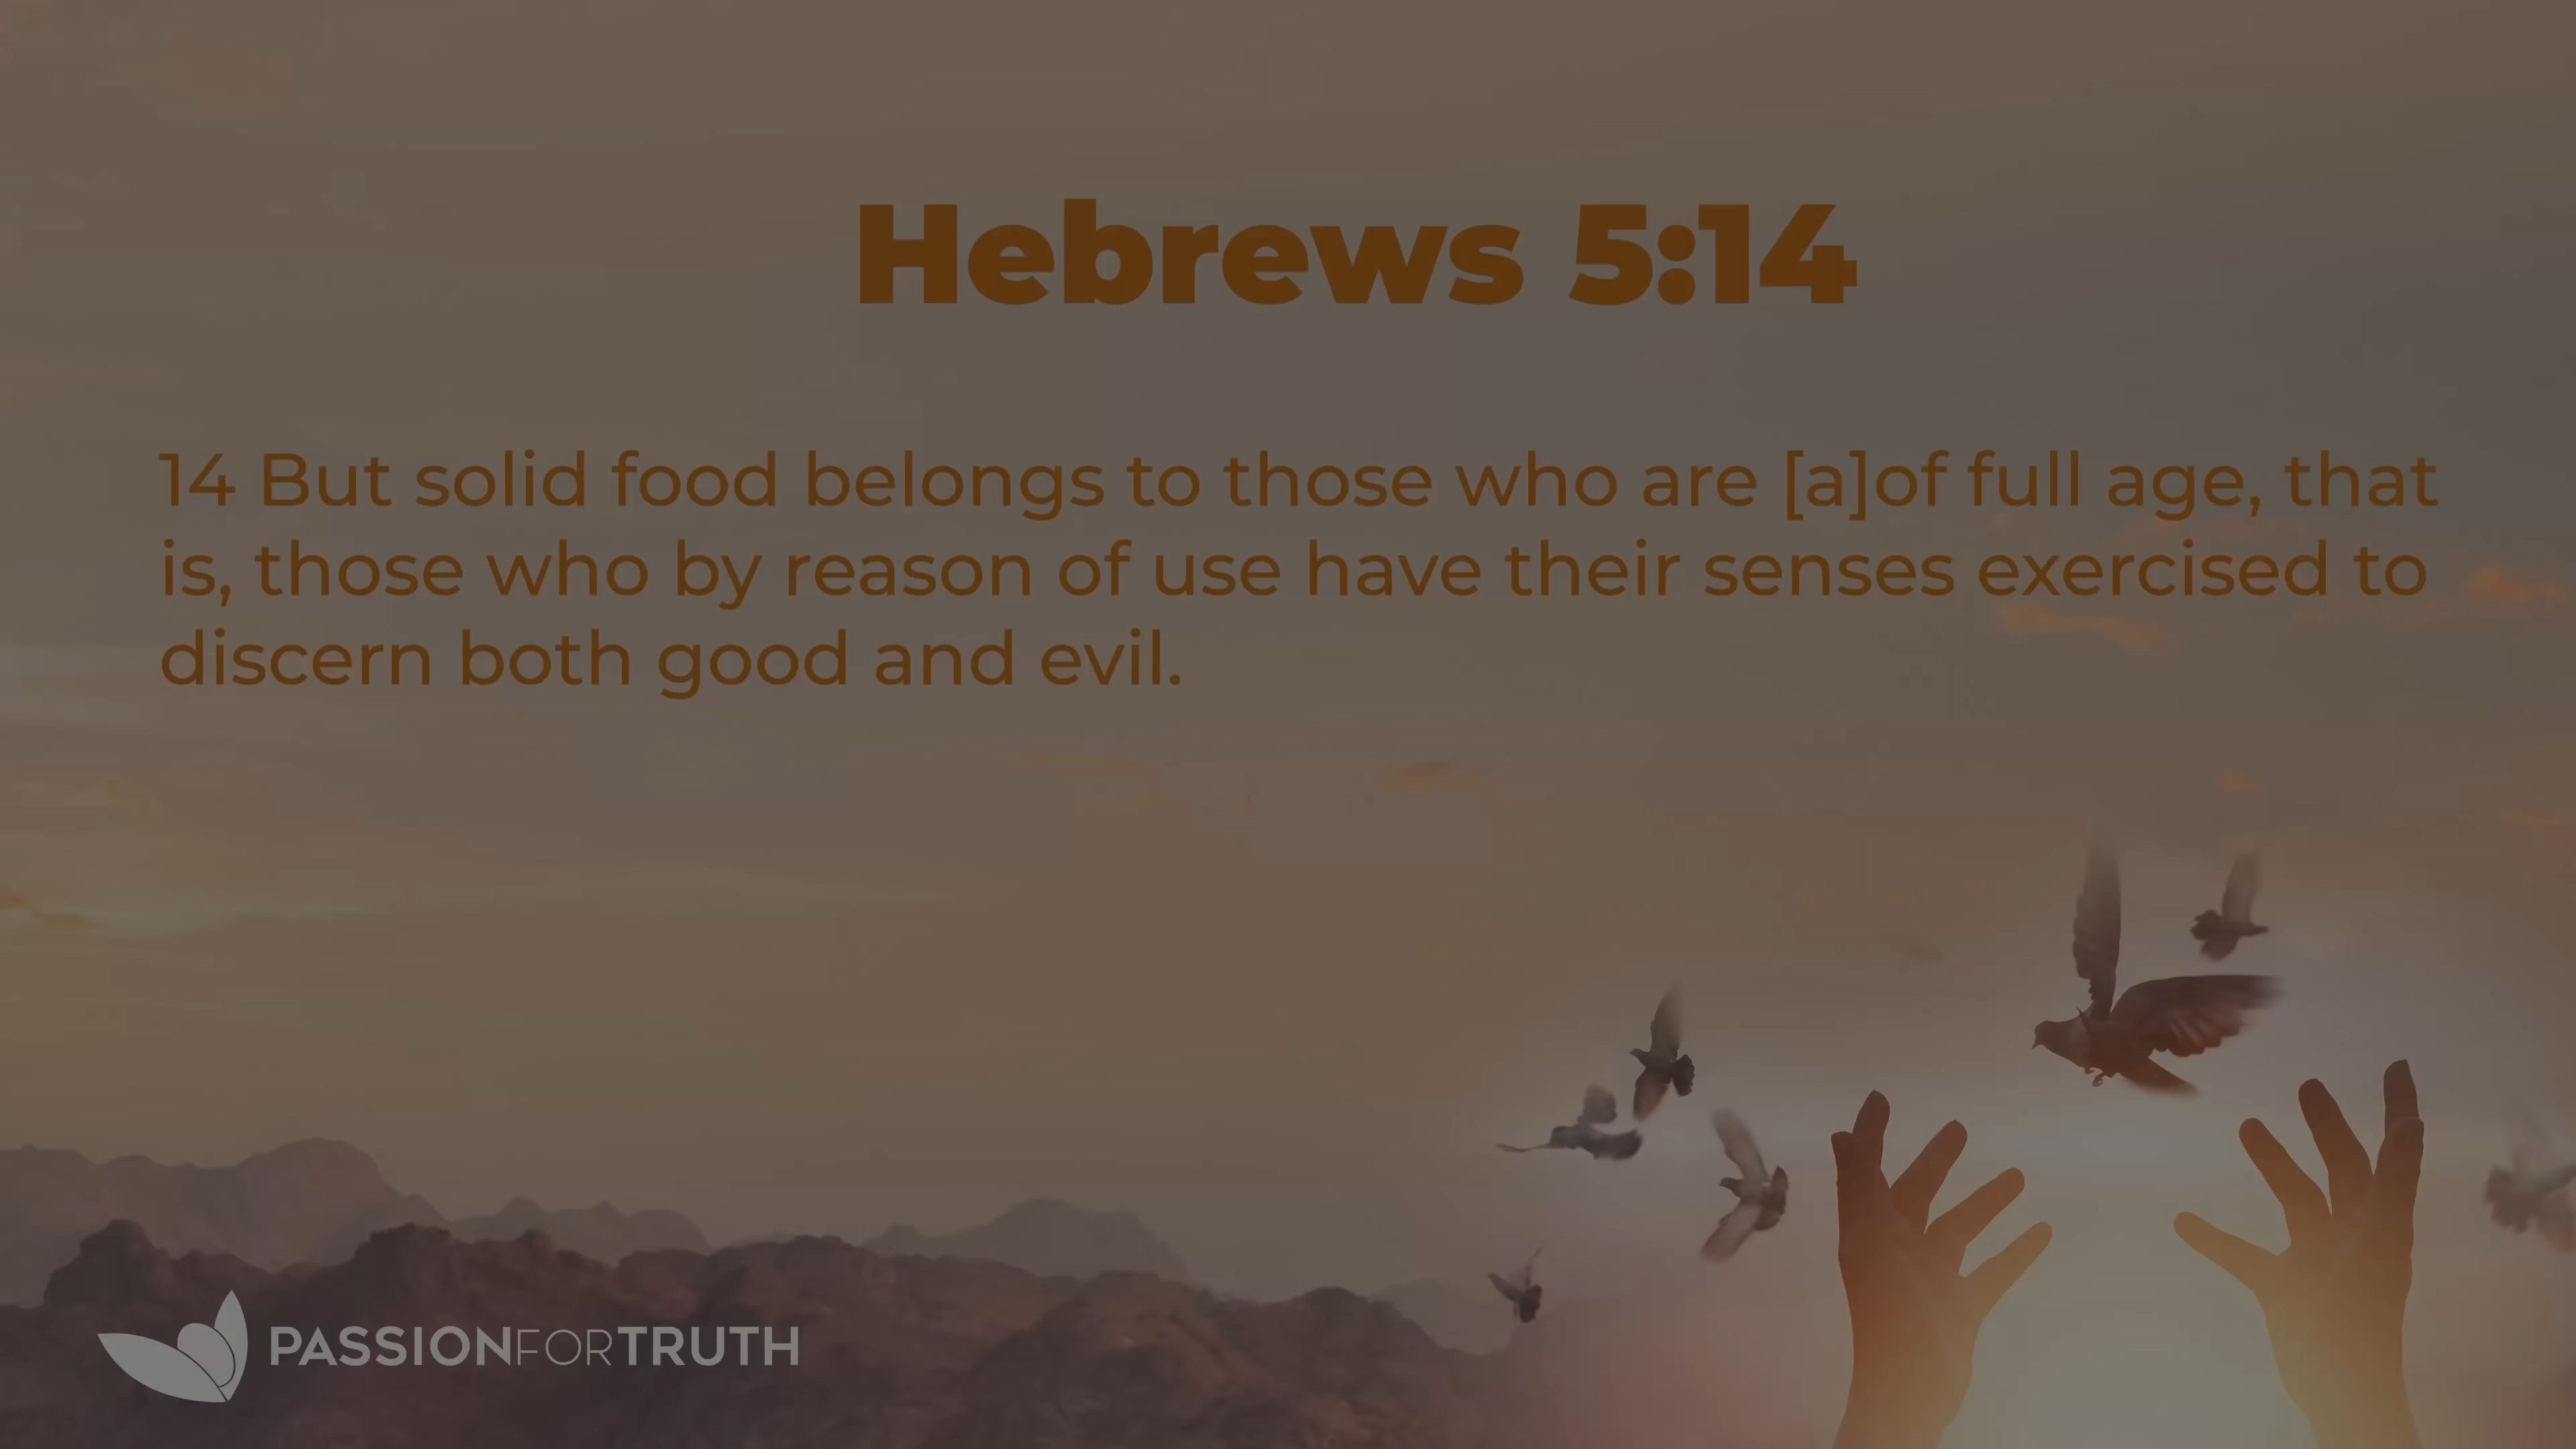 Hebrews 5:14
14 But solid food belongs to those who are [a]of full age, that
is, those who by reason of use have their senses exercised to
discern both good and evil.
PASSIONFORTRUTH